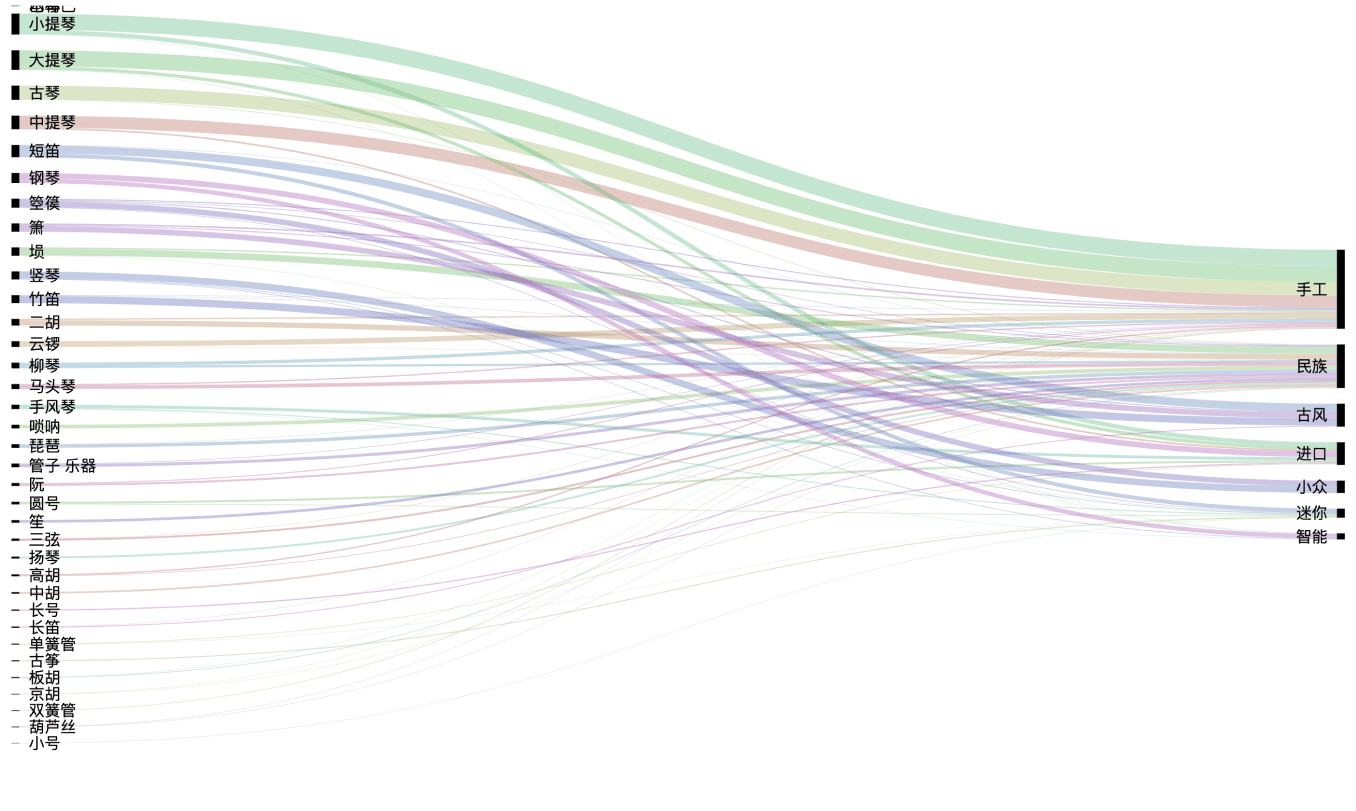 小提琴
大提琴
古琴
中提琴
短笛
钢琴
箜篌
箫
埙
竖琴
竹笛
二胡
云锣
柳琴
马头琴
手风琴
唢呐
琵琶
管子 乐器
阮
圆号
笙
三弦
扬琴
高胡
中胡
长号
长笛
单簧管
古筝
板胡
京胡
双簧管
葫芦丝
小号
手工
民族
古风
进口
小众
迷你
智能